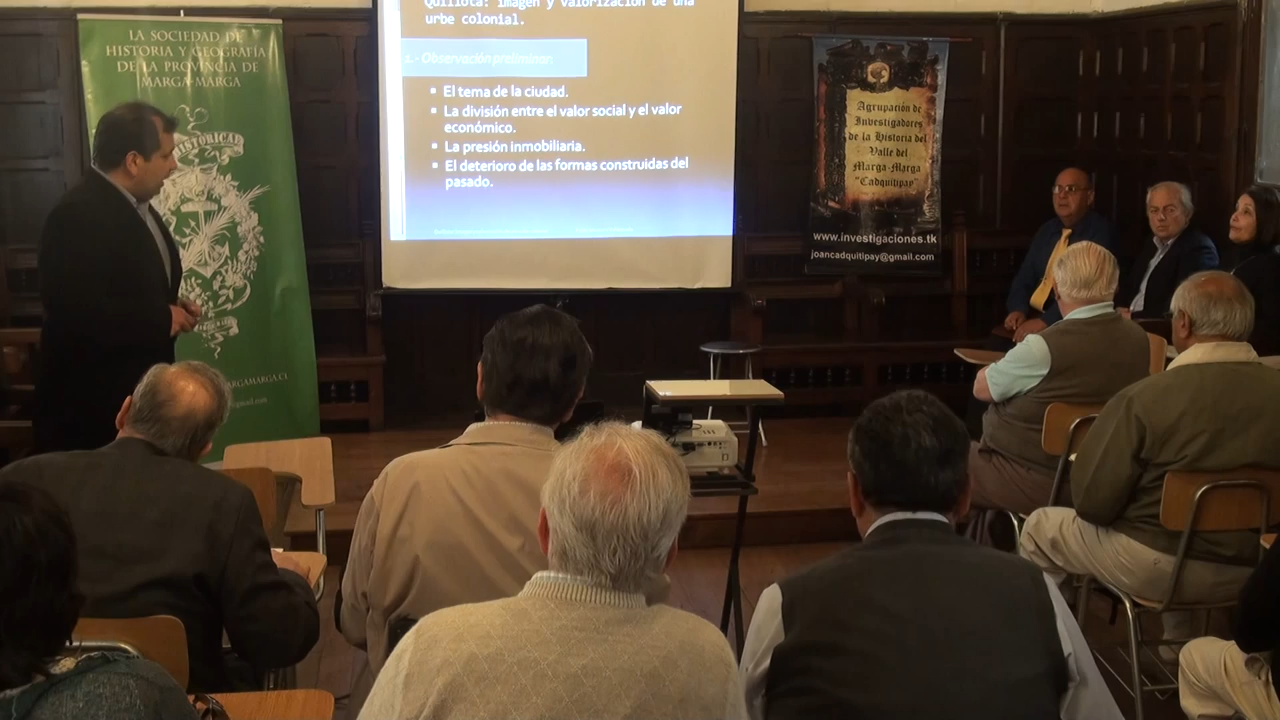 LA SOCIEDAD DE
HISTORIA Y GEOGRAFÍA
DE LA PROVINCIA DE
MARGA-MARGA
HISTORICAL
ARGAMARGA.CL
Quillota: imagen y valorización de una
urbe colonial.
1.- Observación preliminar:
▪ El tema de la ciudad.
▪ La división entre el valor social y el valor
económico.
▪ La presión inmobiliaria.
▪ El deterioro de las formas construidas del
pasado.
Agrupación de
Investigadores
de la Historia del
Valle del
Marga-Marga
"Cadquitipay"
www.investigaciones.tk
joancadquitipay@gmail.com